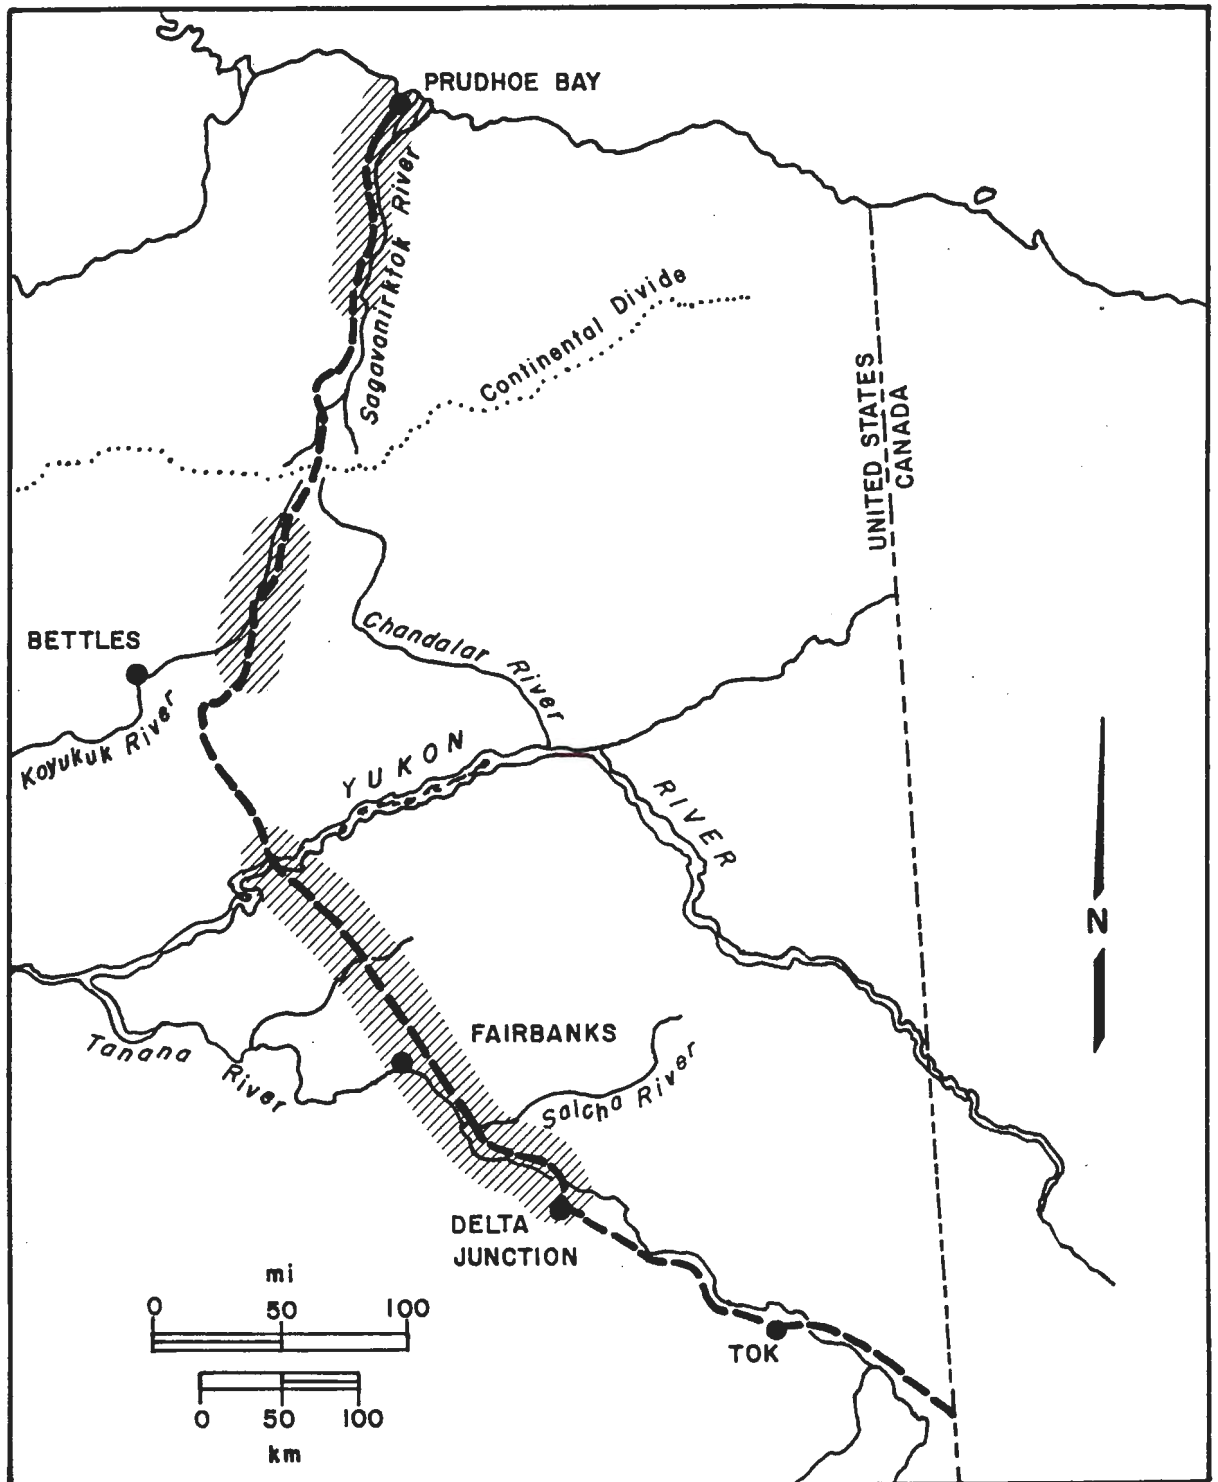 PRUDHOE BAY
Sagavanirktok River
Continental Divide
UNITED STATES
CANADA
BETTLES
Koyukuk River
Chandalar River
YUKON
RIVER
N
Tanana River
FAIRBANKS
Salcha River
DELTA
JUNCTION
TOK
mi
0 50 100
0 50 100
km